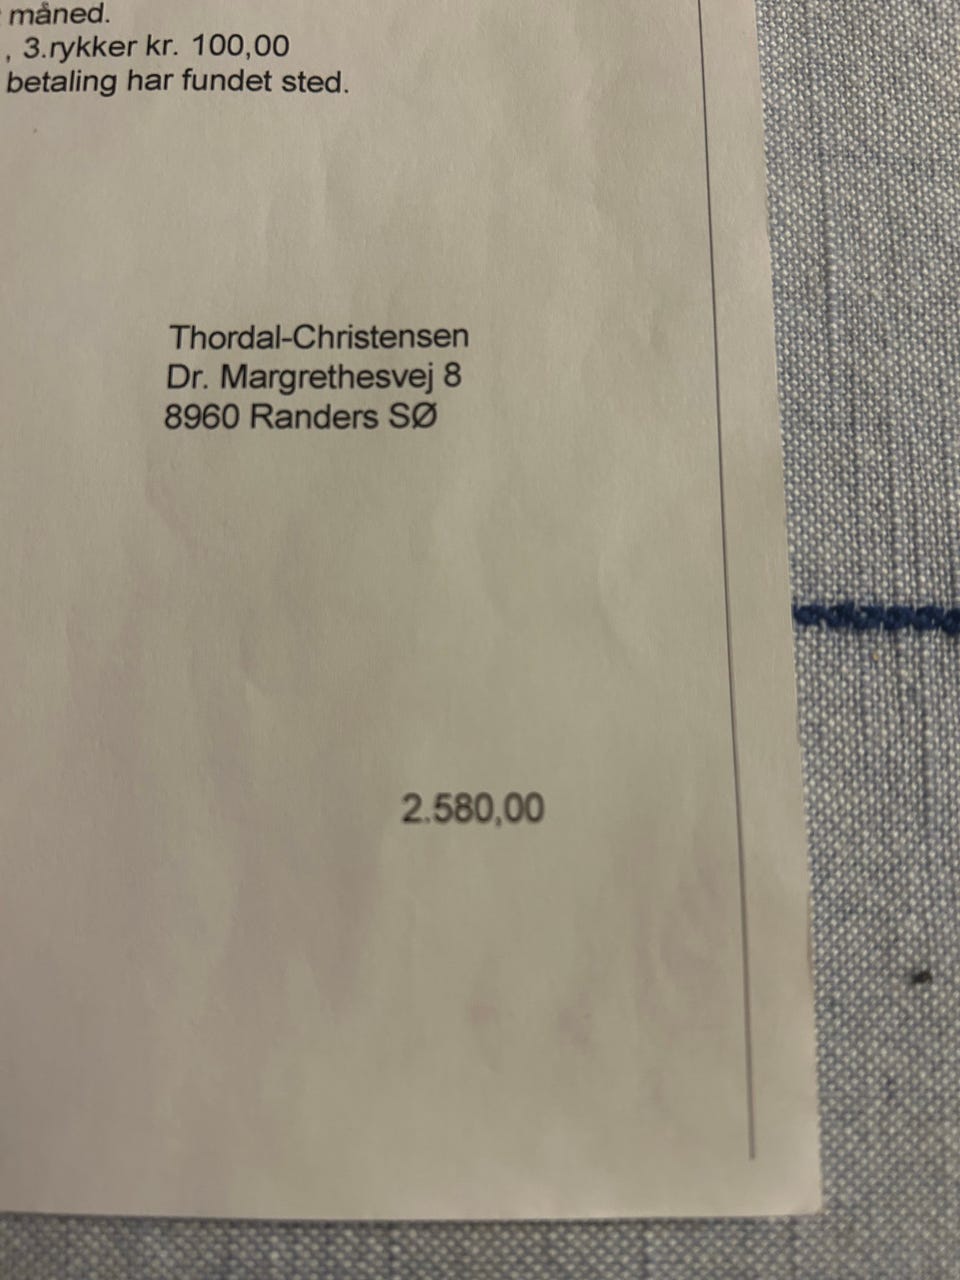 måned.
, 3.rykker kr. 100,00
betaling har fundet sted.
Thordal-Christensen
Dr. Margrethesvej 8
8960 Randers SØ
2.580,00